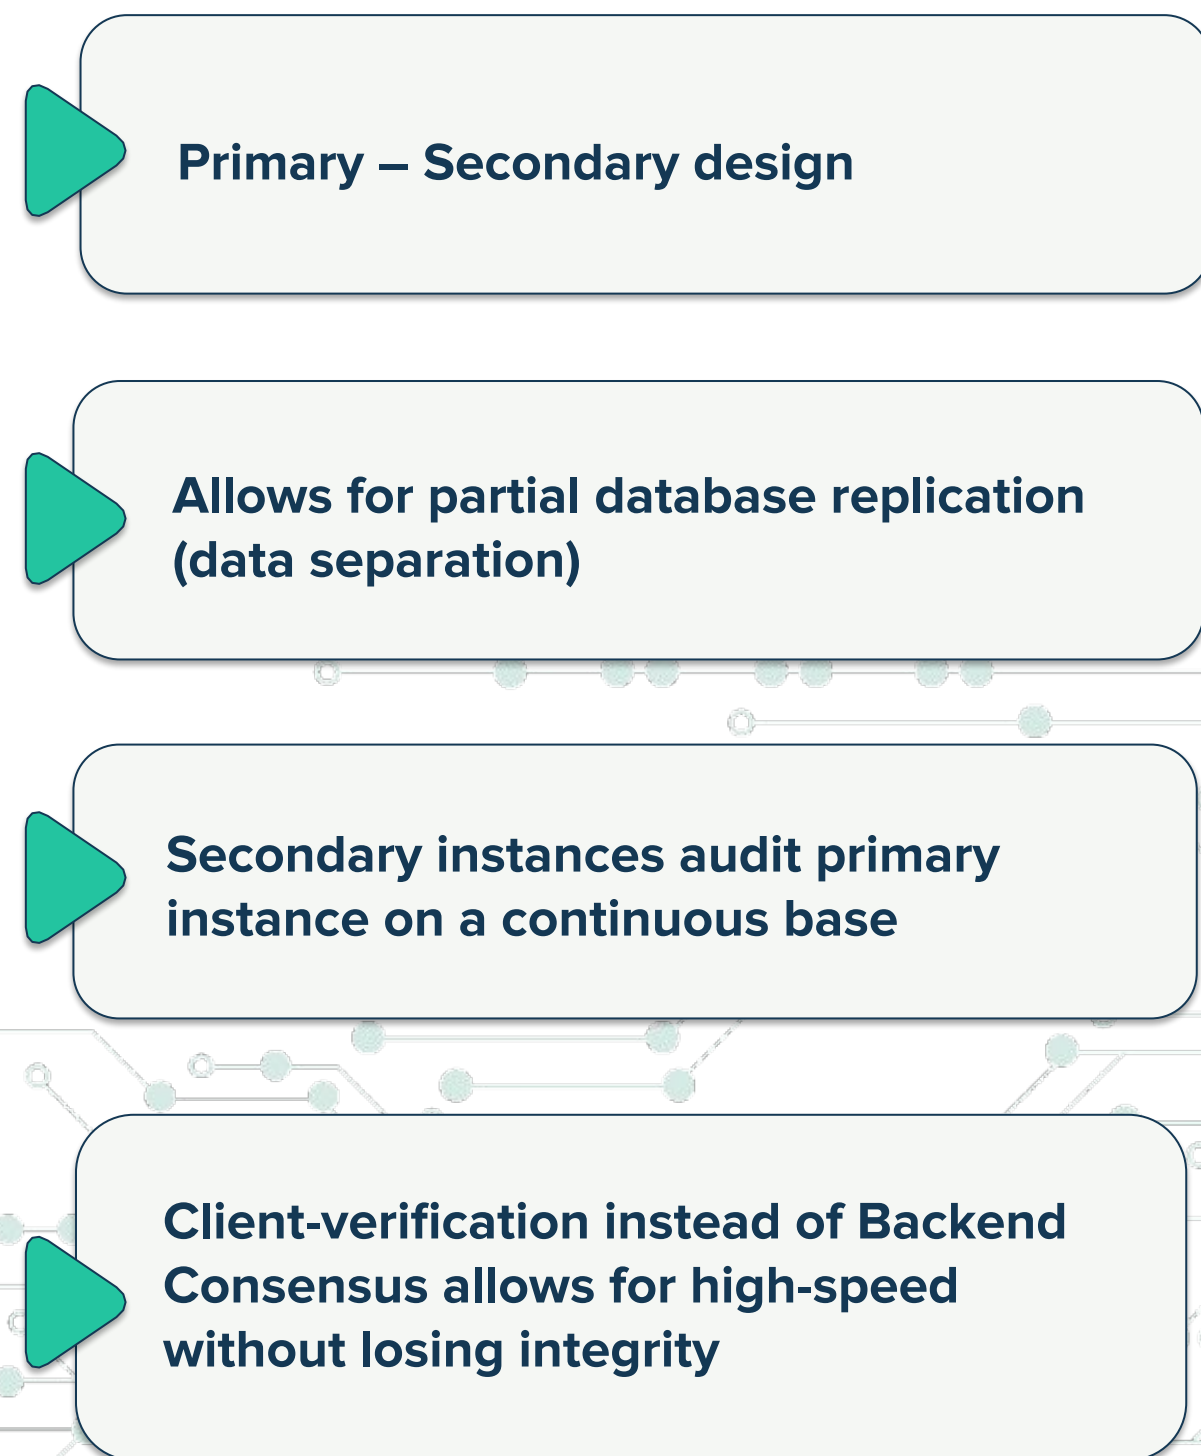 Primary – Secondary design
Allows for partial database replication
(data separation)
Secondary instances audit primary
instance on a continuous base
Client-verification instead of Backend
Consensus allows for high-speed
without losing integrity